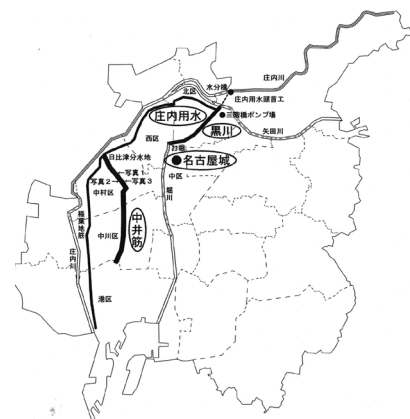 庄内川
水分橋
北区
庄内用水頭首工
三階橋ポンプ場
庄内用水
黒川
矢田川
西区
お堀
名古屋城
日比津分水地
中区
写真1
写真2
写真3
堀川
中村区
稲葉地筋
中井筋
中川区
庄内川
港区